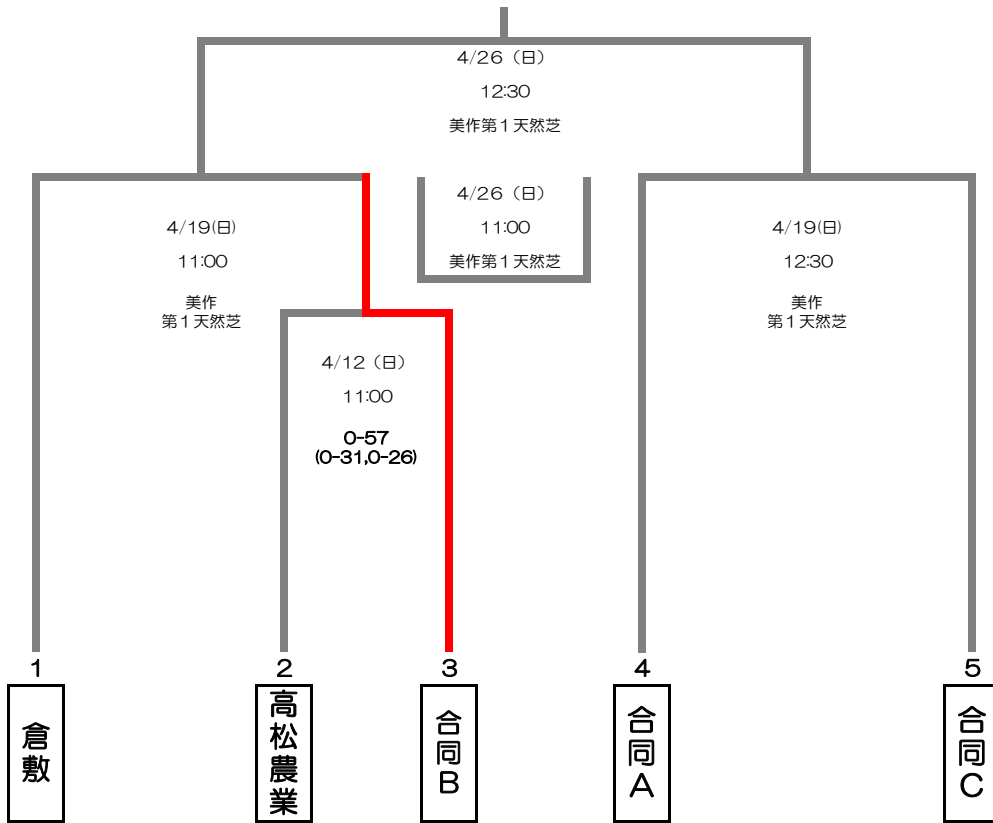 4/26（日）
12:30
美作第１天然芝
4/26（日）
11:00
美作第１天然芝
4/19(日)
11:00
美作
第１天然芝
4/19(日)
12:30
美作
第１天然芝
4/12（日）
11:00
0-57
(0-31,0-26)
1
2
3
4
5
倉敷
高松農業
合同B
合同A
合同C